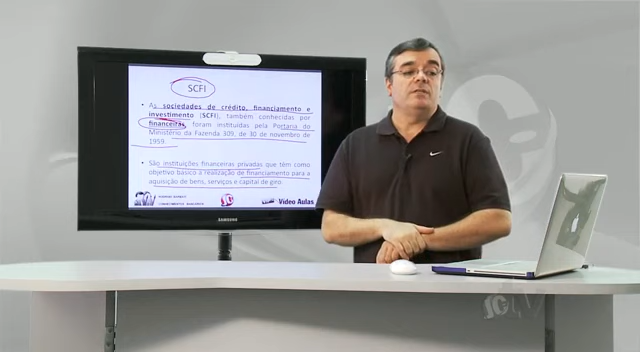 SCFI
• As sociedades de crédito, financiamento e
investimento (SCFI), também conhecidas por
financeiras, foram instituídas pela Portaria do
Ministério da Fazenda 309, de 30 de novembro de
1959.
• São instituições financeiras privadas que têm como
objetivo básico a realização de financiamento para a
aquisição de bens, serviços e capital de giro.
Vídeo Aulas
SAMSUNG